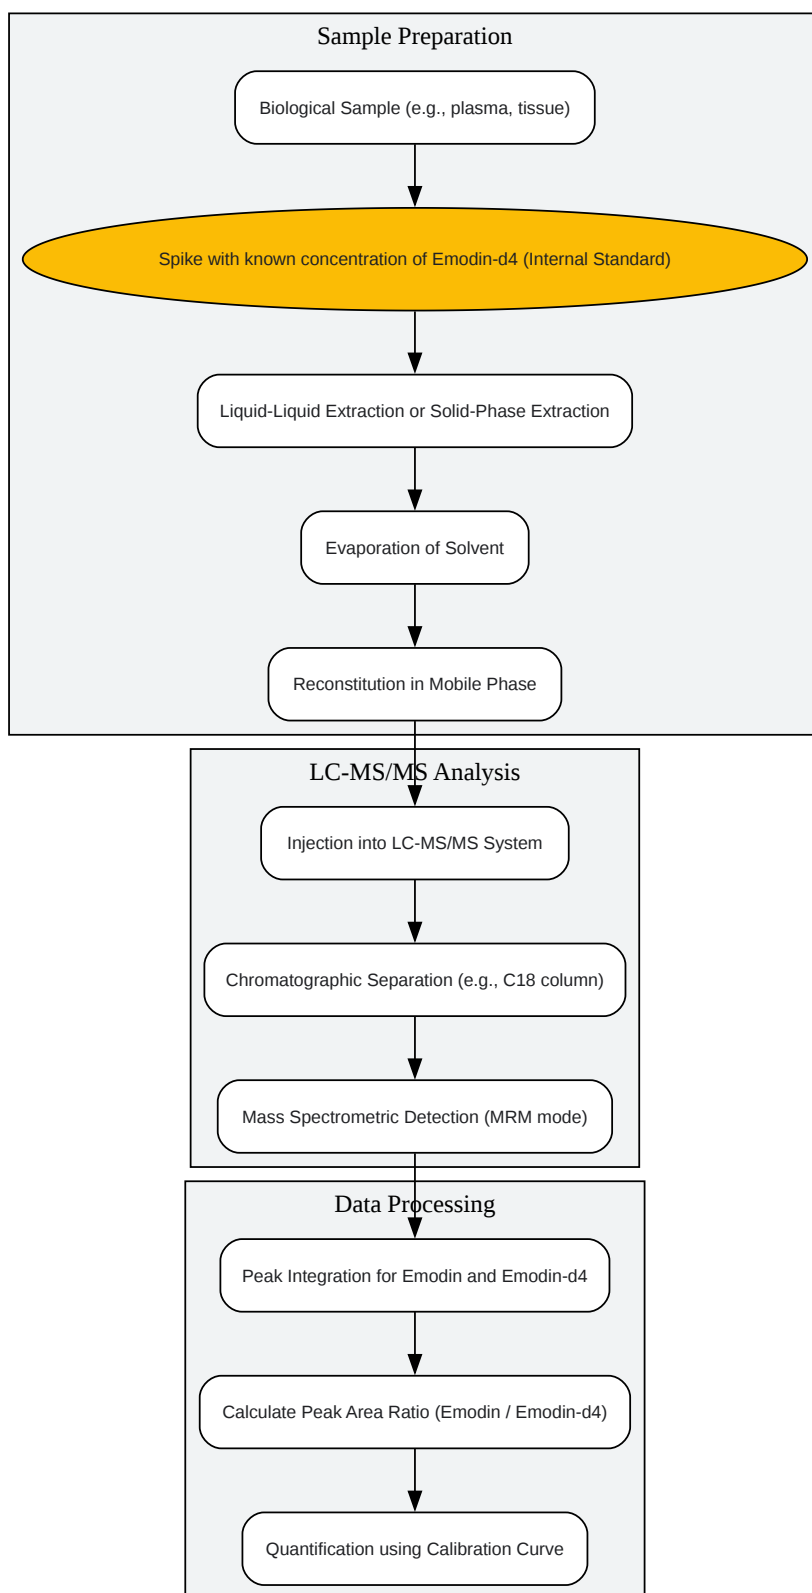 Sample Preparation
Biological Sample (e.g., plasma, tissue)
Spike with known concentration of Emodin-d4 (Internal Standard)
Liquid-Liquid Extraction or Solid-Phase Extraction
Evaporation of Solvent
Reconstitution in Mobile Phase
LC-MS/MS Analysis
Injection into LC-MS/MS System
Chromatographic Separation (e.g., C18 column)
Mass Spectrometric Detection (MRM mode)
Data Processing
Peak Integration for Emodin and Emodin-d4
Calculate Peak Area Ratio (Emodin / Emodin-d4)
Quantification using Calibration Curve